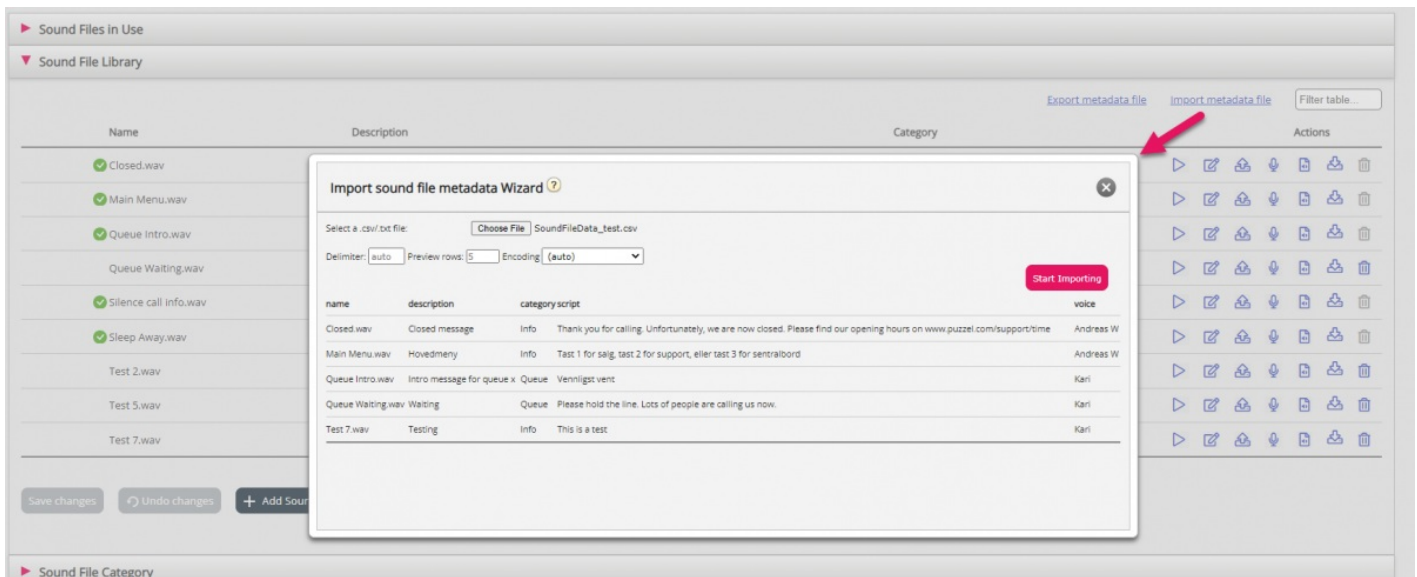 Sound Files in Use
Sound File Library
Export metadata file Import metadata file Filter table...
Name Description Category Actions
Closed.wav
Main Menu.wav
Queue Intro.wav
Queue Waiting.wav
Silence call info.wav
Sleep Away.wav
Test 2.wav
Test 5.wav
Test 7.wav
Save changes Undo changes + Add Soun
Import sound file metadata Wizard ?
Select a .csv/.txt file: Choose File SoundFileData_test.csv
Delimiter: auto Preview rows: 5 Encoding (auto)
Start Importing
name description category script voice
Closed.wav Closed message Info Thank you for calling. Unfortunately, we are now closed. Please find our opening hours on www.puzzel.com/support/time Andreas W
Main Menu.wav Hovedmeny Info Tast 1 for salg, tast 2 for support, eller tast 3 for sentralbord Andreas W
Queue Intro.wav Intro message for queue x Queue Vennligst vent Kari
Queue Waiting.wav Waiting Queue Please hold the line. Lots of people are calling us now. Kari
Test 7.wav Testing Info This is a test Kari
Sound File Category